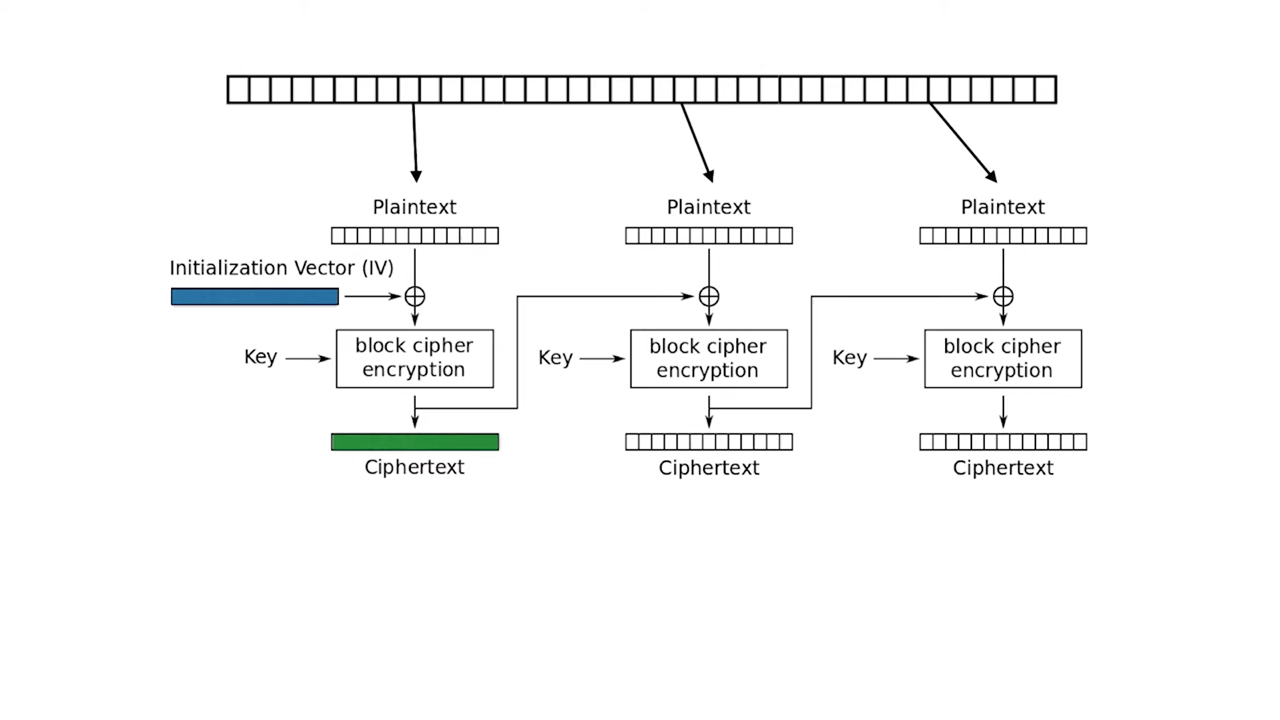 Plaintext
Plaintext
Plaintext
Initialization Vector (IV)
Key
block cipher
encryption
Key
block cipher
encryption
Key
block cipher
encryption
Ciphertext
Ciphertext
Ciphertext